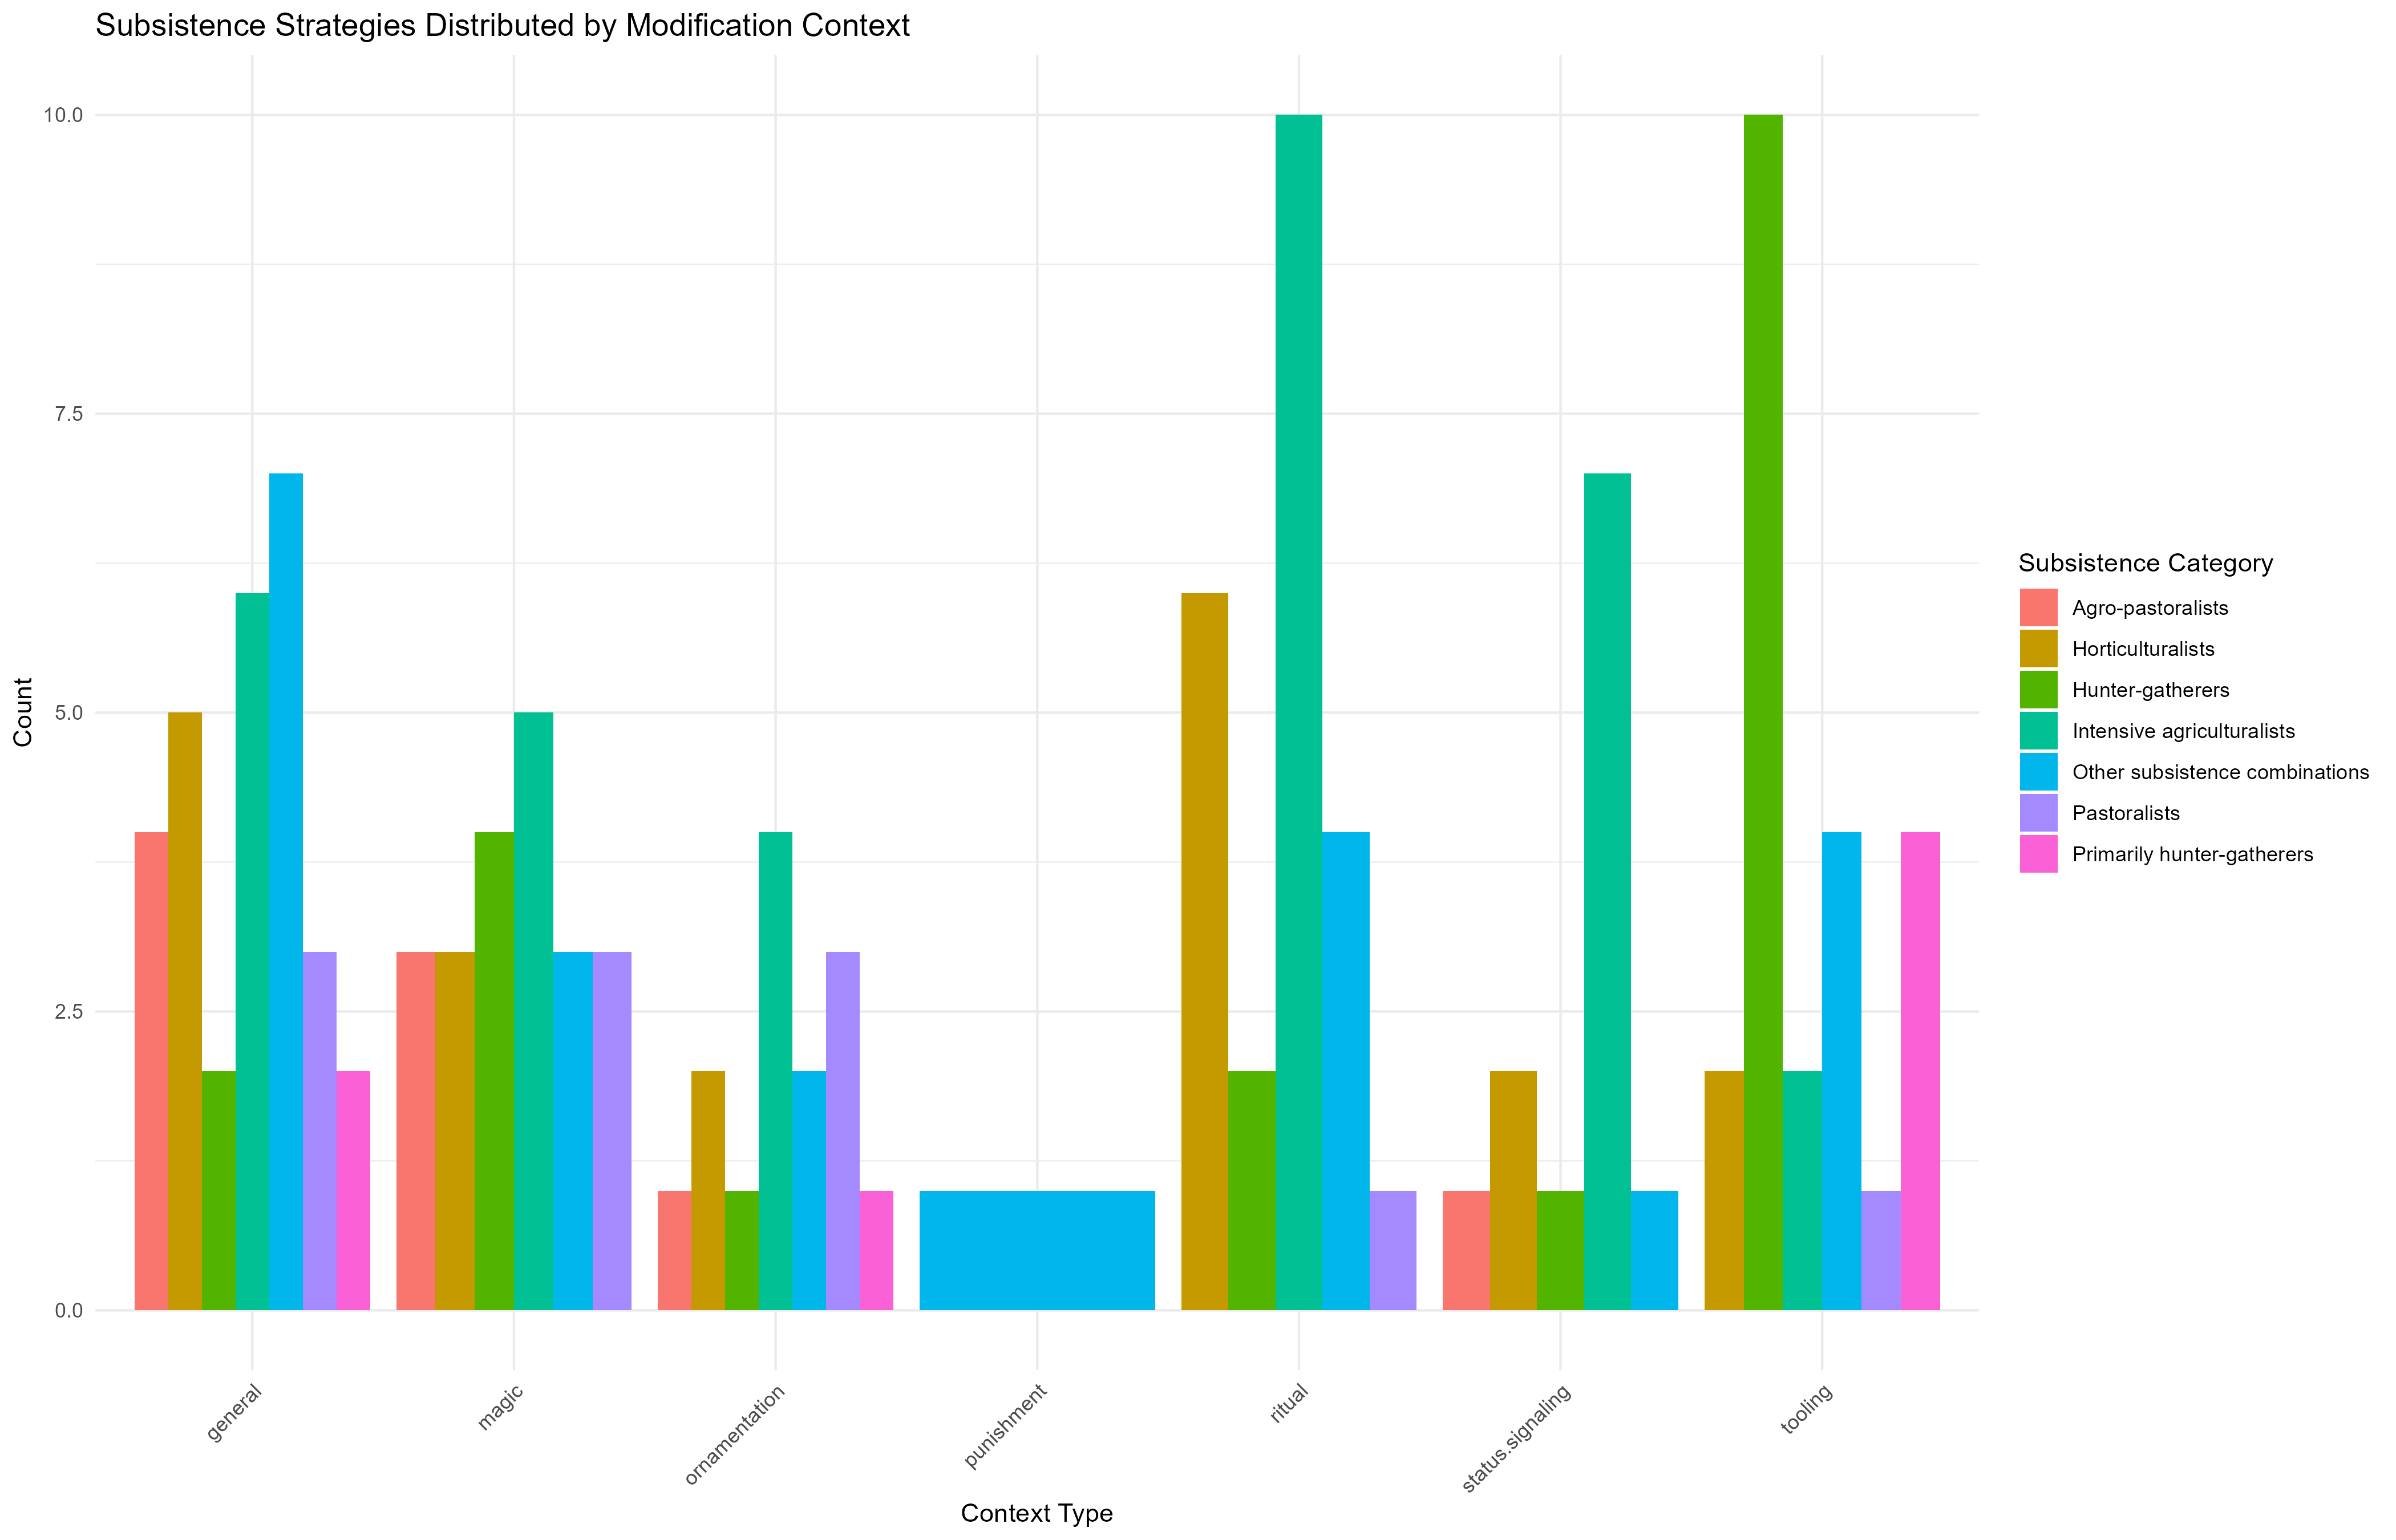 Subsistence Strategies Distributed by Modification Context
Count
10.0
7.5
5.0
2.5
0.0
general
magic
ornamentation
punishment
ritual
status.signaling
tooling
Context Type
Subsistence Category
Agro-pastoralists
Horticulturalists
Hunter-gatherers
Intensive agriculturalists
Other subsistence combinations
Pastoralists
Primarily hunter-gatherers